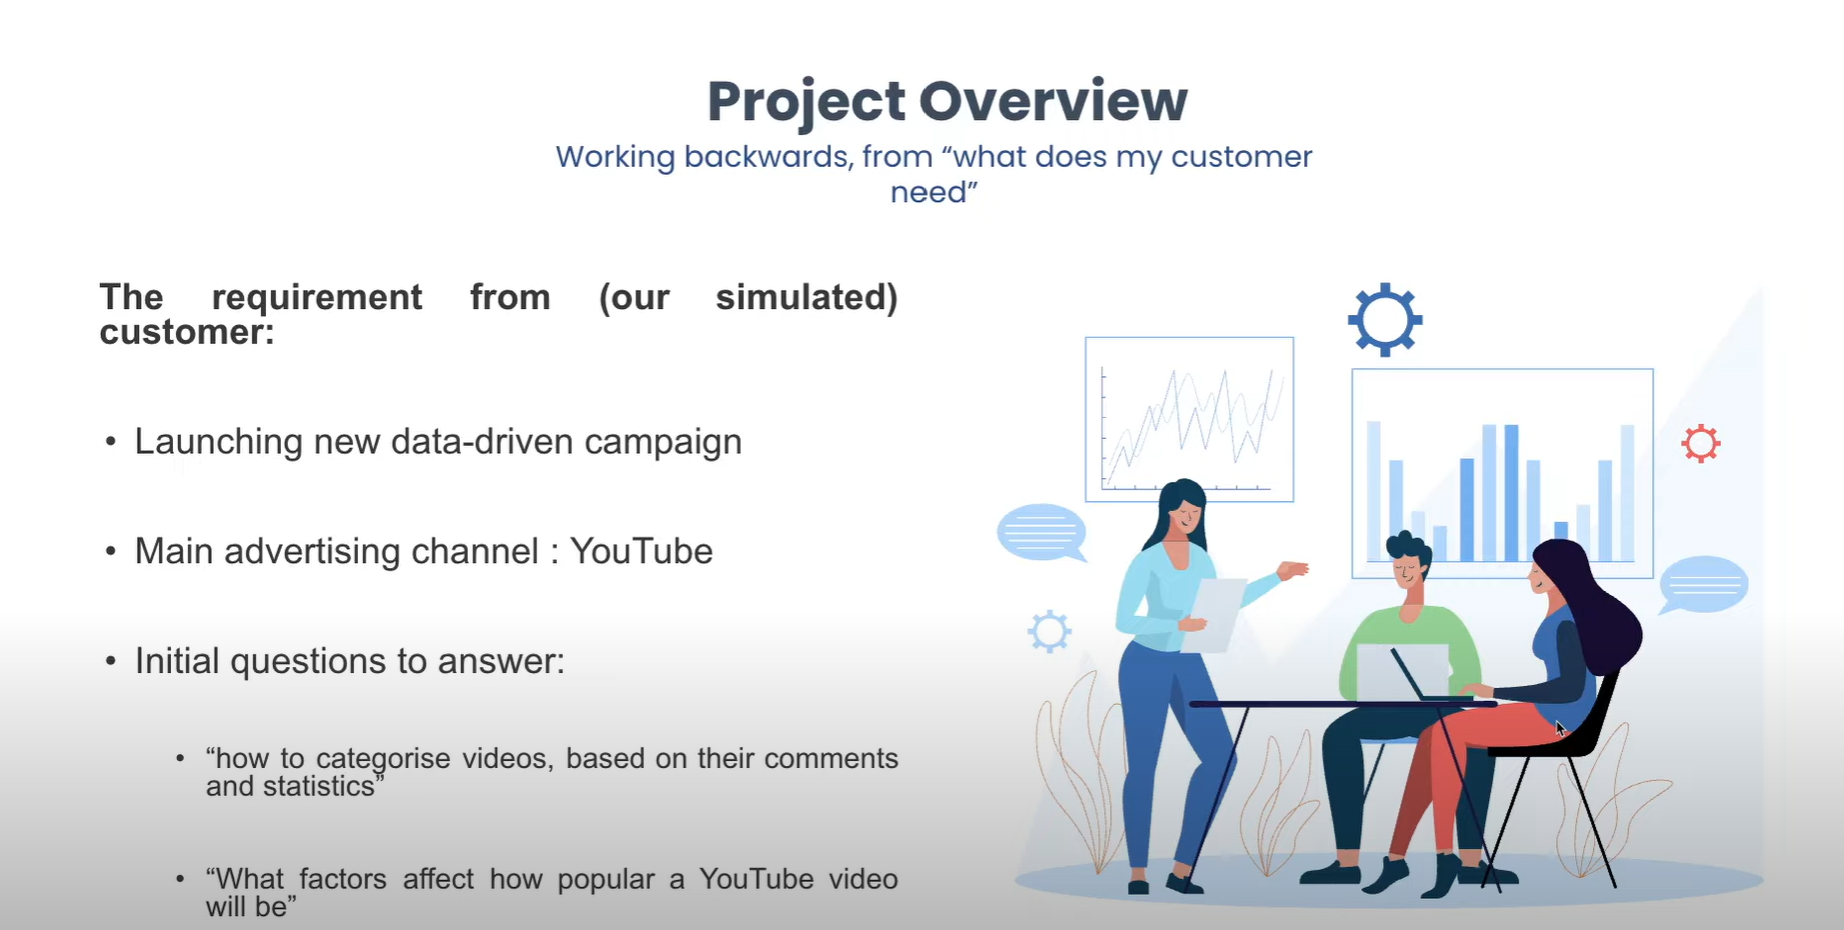 Project Overview
Working backwards, from “what does my customer
need”
The requirement from (our simulated)
customer:
• Launching new data-driven campaign
• Main advertising channel : YouTube
• Initial questions to answer:
• “how to categorise videos, based on their comments
and statistics”
• “What factors affect how popular a YouTube video
will be”